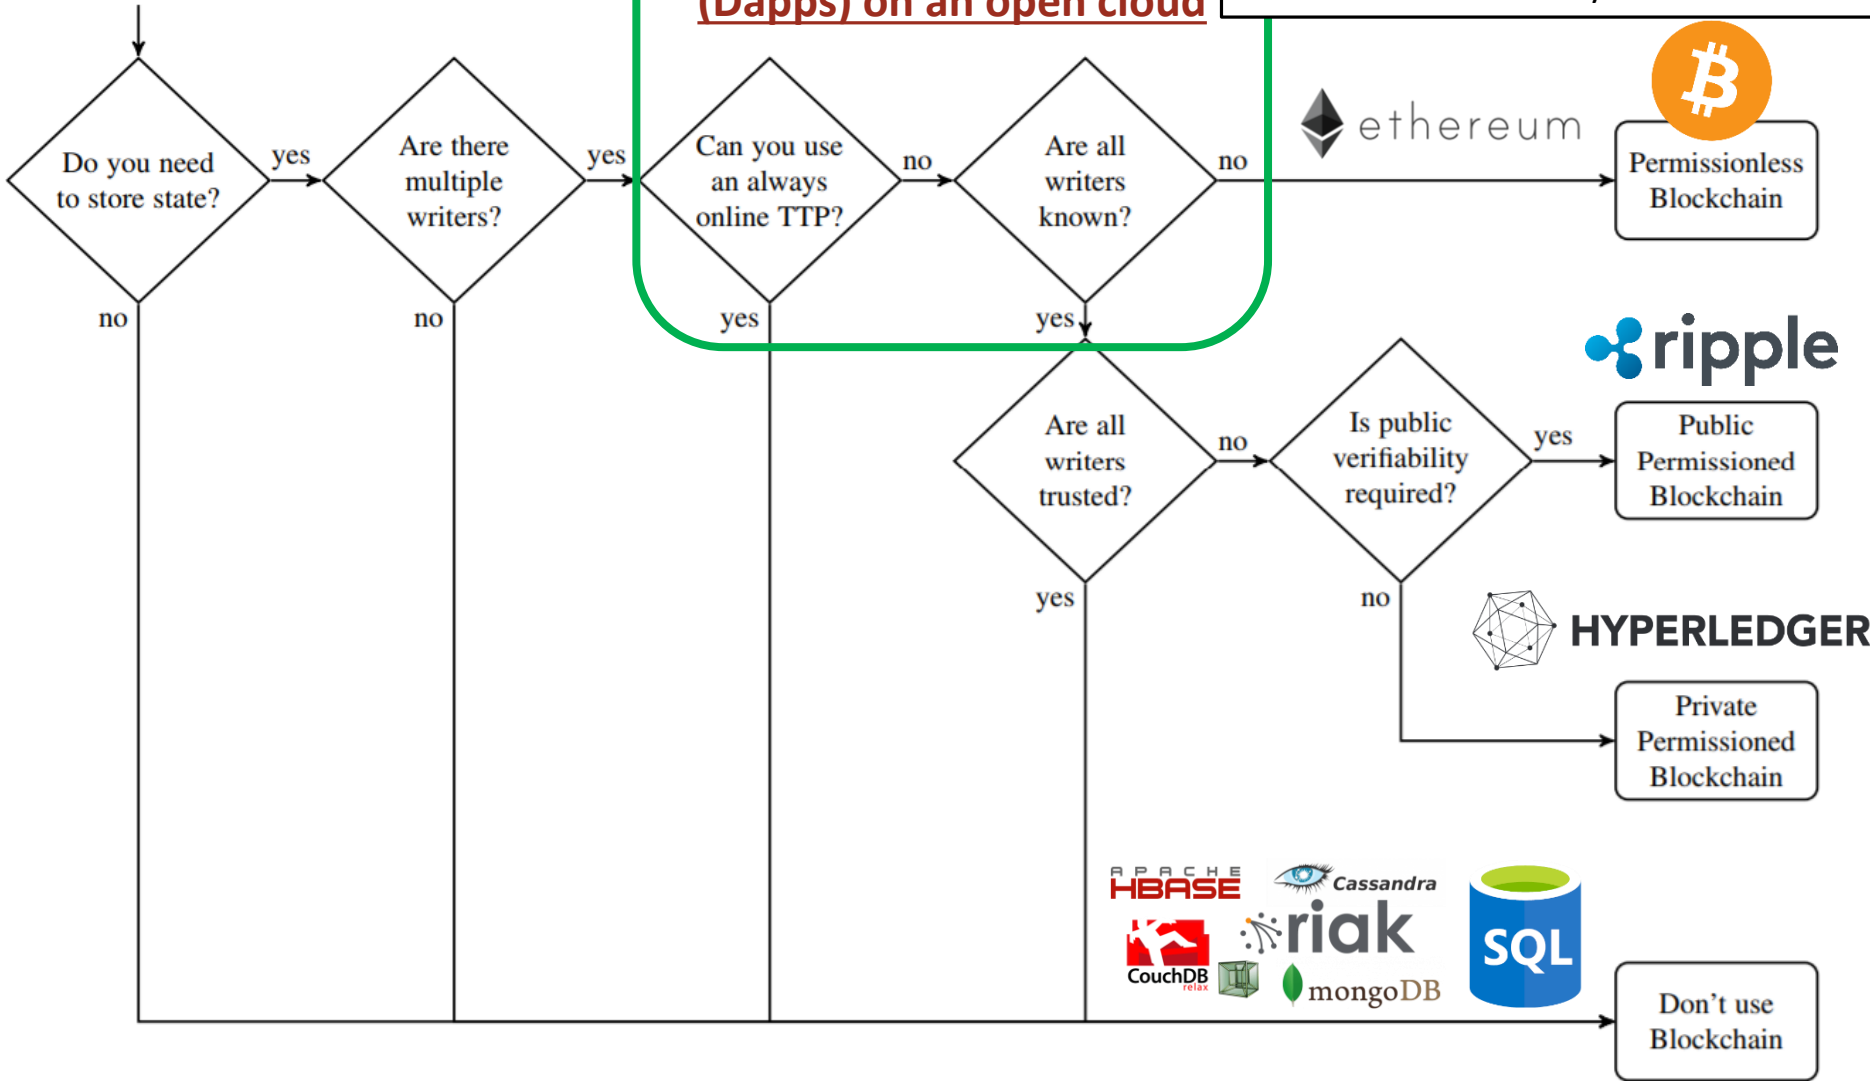 (Dapps) on an open cloud
Do you need
to store state?
yes
no
Are there
multiple
writers?
yes
no
Can you use
an always
online TTP?
no
yes
Are all
writers
known?
no
yes
ethereum
Permissionless
Blockchain
Are all
writers
trusted?
no
yes
Is public
verifiability
required?
yes
no
ripple
Public
Permissioned
Blockchain
HYPERLEDGER
Private
Permissioned
Blockchain
APACHE
HBASE
Cassandra
riak
CouchDB
relax
mongoDB
SQL
Don't use
Blockchain